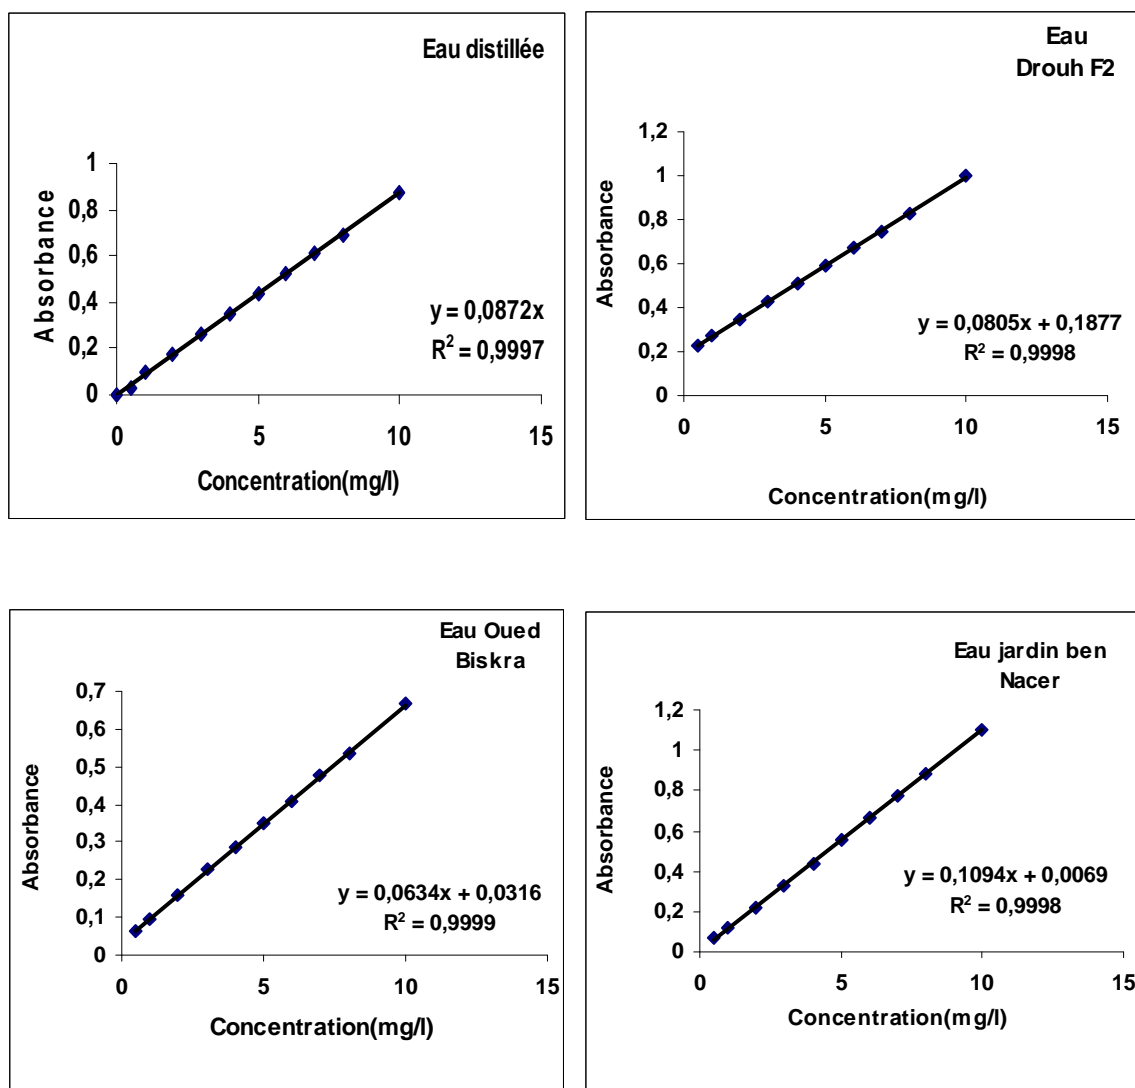 Eau distillée
1
0,8
0,6
0,4
0,2
0
Absorbance
y = 0,0872x
R² = 0,9997
0 5 10 15
Concentration(mg/l)
Eau
Drouh F2
1,2
1
0,8
0,6
0,4
0,2
0
Absorbance
y = 0,0805x + 0,1877
R² = 0,9998
0 5 10 15
Concentration(mg/l)
Eau Oued
Biskra
0,7
0,6
0,5
0,4
0,3
0,2
0,1
0
Absorbance
y = 0,0634x + 0,0316
R² = 0,9999
0 5 10 15
Concentration(mg/l)
Eau jardin ben
Nacer
1,2
1
0,8
0,6
0,4
0,2
0
Absorbance
y = 0,1094x + 0,0069
R² = 0,9998
0 5 10 15
Concentration(mg/l)